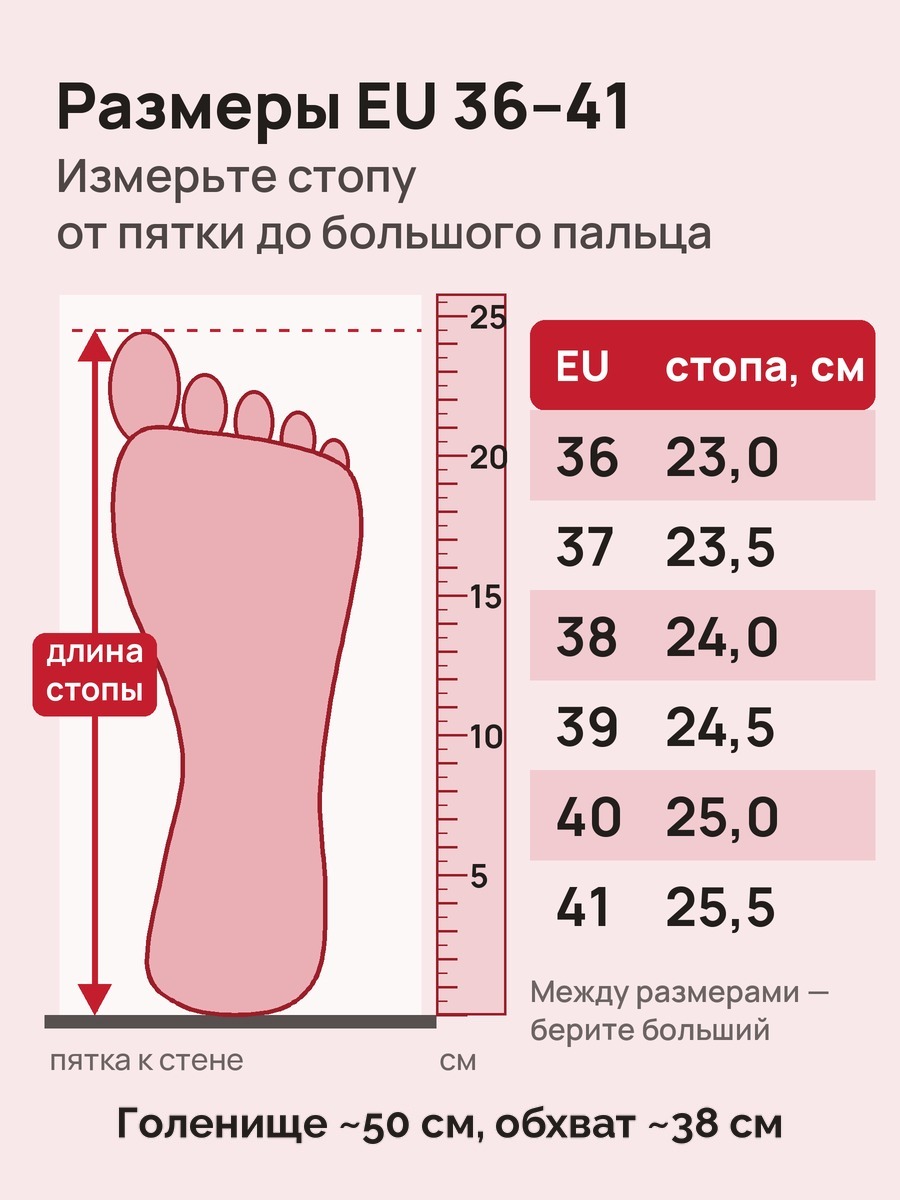 Размеры EU 36–41
Измерьте стопу
от пятки до большого пальца
25
20
15
10
5
длина
стопы
EU стопа, см
36 23,0
37 23,5
38 24,0
39 24,5
40 25,0
41 25,5
Между размерами —
берите больший
пятка к стене
см
Голенище ~50 см, обхват ~38 см